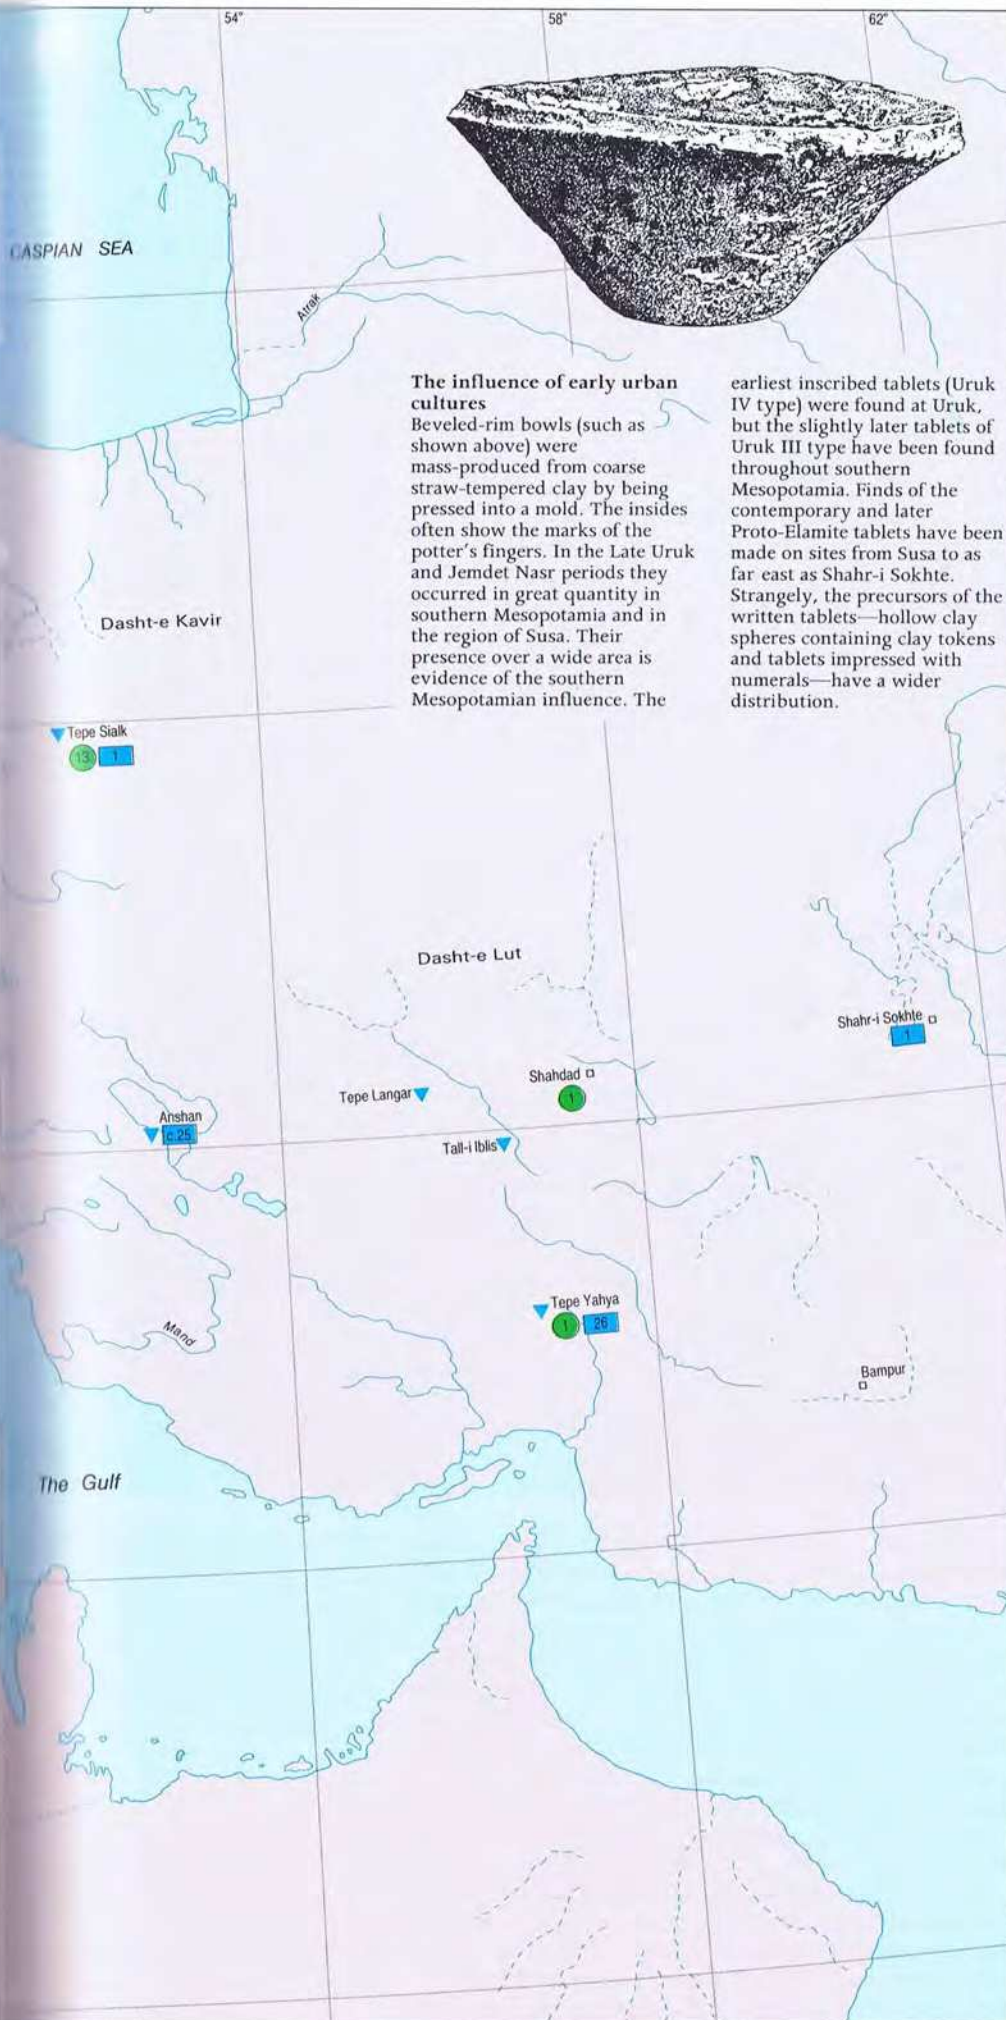 54°
58°
62°
CASPIAN SEA
Atrak
The influence of early urban
cultures
Beveled-rim bowls (such as
shown above) were
mass-produced from coarse
straw-tempered clay by being
pressed into a mold. The insides
often show the marks of the
potter's fingers. In the Late Uruk
and Jemdet Nasr periods they
occurred in great quantity in
southern Mesopotamia and in
the region of Susa. Their
presence over a wide area is
evidence of the southern
Mesopotamian influence. The
earliest inscribed tablets (Uruk
IV type) were found at Uruk,
but the slightly later tablets of
Uruk III type have been found
throughout southern
Mesopotamia. Finds of the
contemporary and later
Proto-Elamite tablets have been
made on sites from Susa to as
far east as Shahr-i Sokhte.
Strangely, the precursors of the
written tablets—hollow clay
spheres containing clay tokens
and tablets impressed with
numerals—have a wider
distribution.
Dasht-e Kavir
Tepe Sialk
13 1
Dasht-e Lut
Shahr-i Sokhte
1
Shahdad
1
Tepe Langar
Anshan
c.25
Tall-i Iblis
Tepe Yahya
1 26
Mand
Bampur
The Gulf